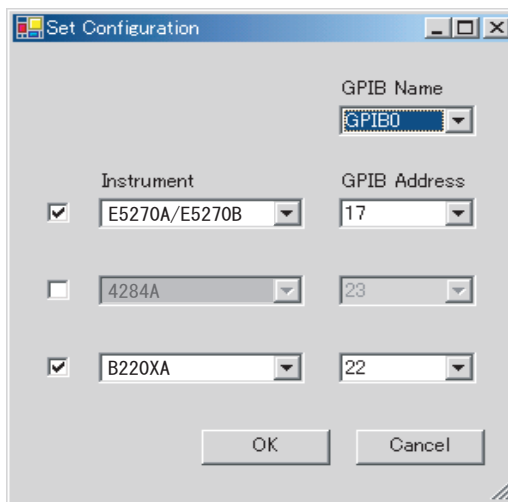 Set Configuration
GPIB Name
GPIB0
Instrument GPIB Address
E5270A/E5270B 17
4284A 23
B220XA 22
OK Cancel